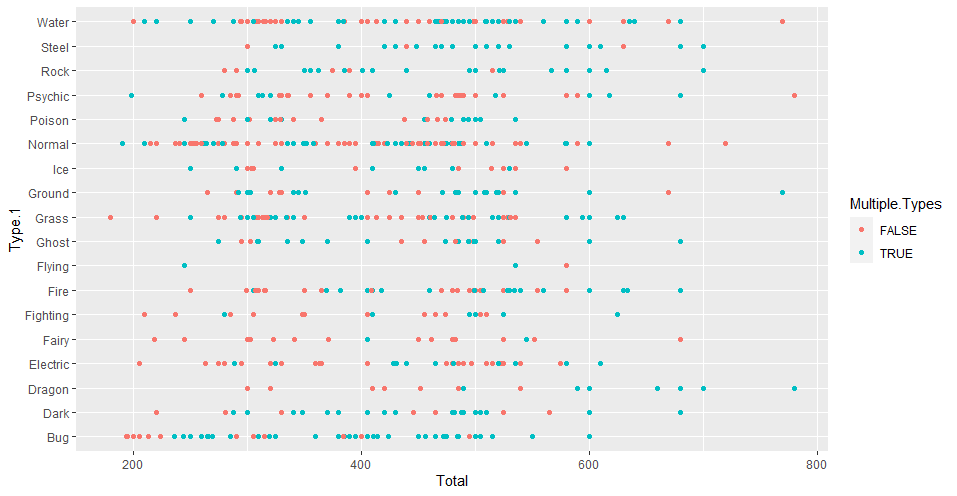 Water
Steel
Rock
Psychic
Poison
Normal
Ice
Ground
Grass
Ghost
Flying
Fire
Fighting
Fairy
Electric
Dragon
Dark
Bug
Type.1
200
400
600
800
Total
Multiple.Types
FALSE
TRUE